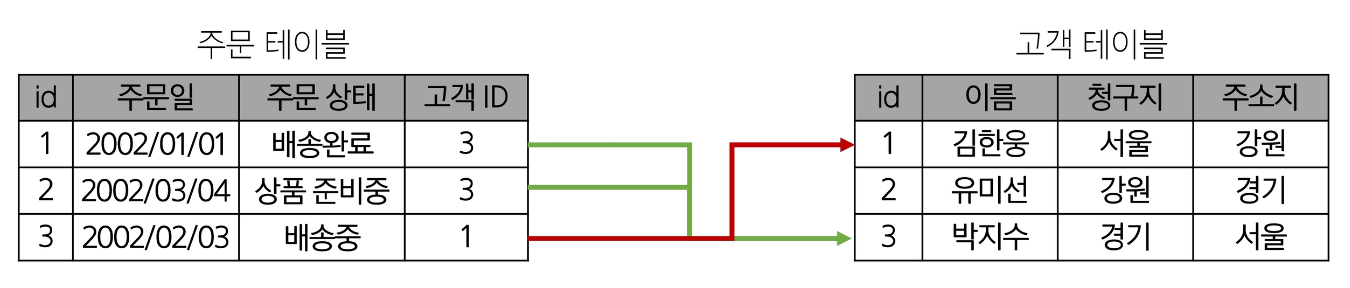 주문 테이블
고객 테이블
id 주문일 주문 상태 고객 ID
1 2002/01/01 배송완료 3
2 2002/03/04 상품 준비중 3
3 2002/02/03 배송중 1
id 이름 청구지 주소지
1 김한웅 서울 강원
2 유미선 강원 경기
3 박지수 경기 서울